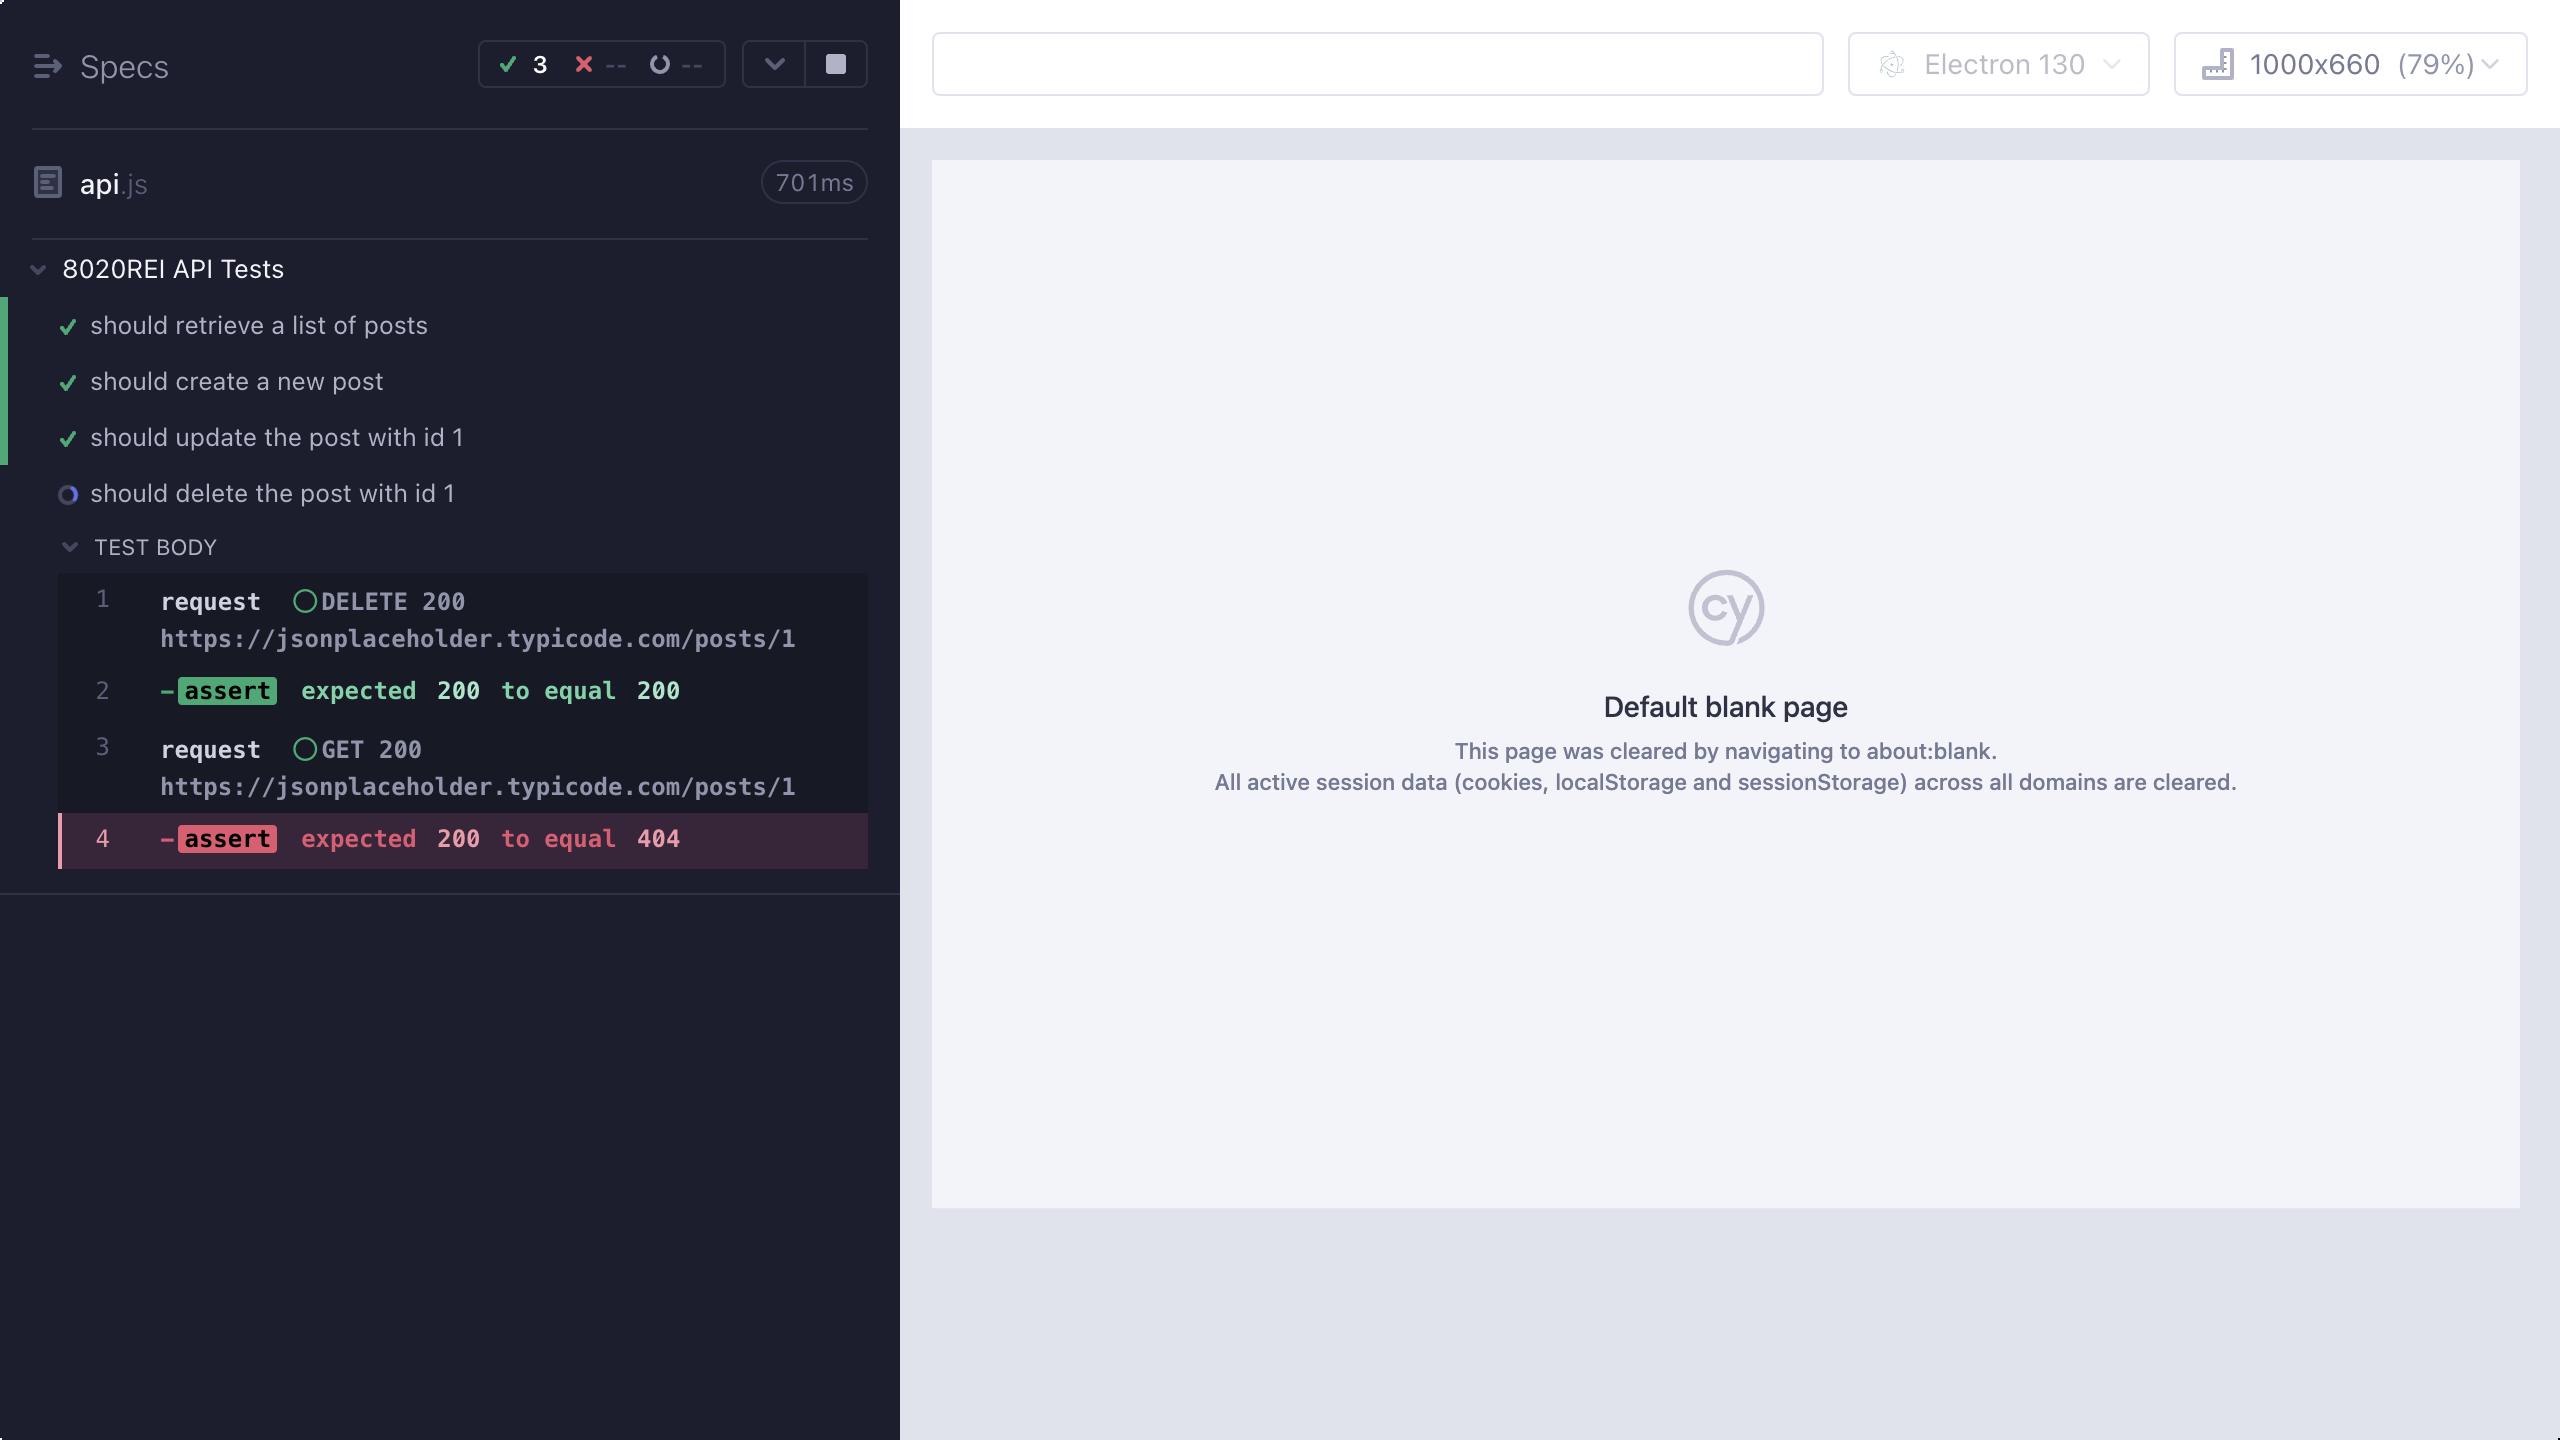 Specs
3 -- --
api.js
701ms
8020REI API Tests
should retrieve a list of posts
should create a new post
should update the post with id 1
should delete the post with id 1
TEST BODY
1 request DELETE 200
https://jsonplaceholder.typicode.com/posts/1
2 -assert expected 200 to equal 200
3 request GET 200
https://jsonplaceholder.typicode.com/posts/1
4 -assert expected 200 to equal 404
Electron 130
1000x660 (79%)
cy
Default blank page
This page was cleared by navigating to about:blank.
All active session data (cookies, localStorage and sessionStorage) across all domains are cleared.